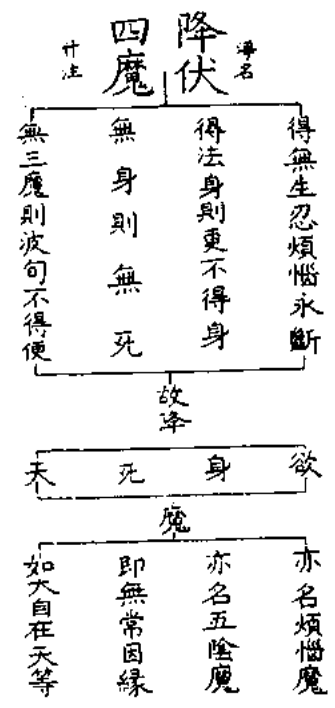 降伏
四魔
淨名
什注
得無生忍煩惱永斷
得法身則更不得身
無身則無死
無三魔則波旬不得便
故降
欲
身
死
天
魔
亦名煩惱魔
亦名五陰魔
即無常因緣
如大自在天等